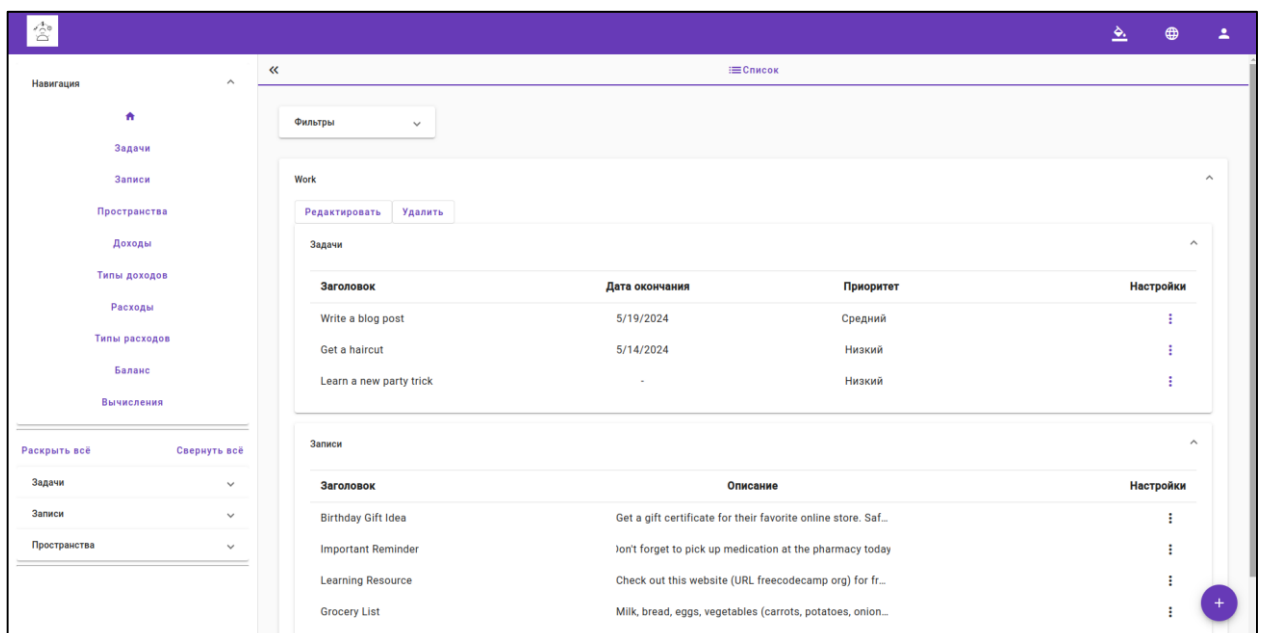 Навигация
Задачи
Записи
Пространства
Доходы
Типы доходов
Расходы
Типы расходов
Баланс
Вычисления
Раскрыть всё Свернуть всё
Задачи
Записи
Пространства
Список
Фильтры
Work
Редактировать Удалить
Задачи
Заголовок Дата окончания Приоритет Настройки
Write a blog post 5/19/2024 Средний
Get a haircut 5/14/2024 Низкий
Learn a new party trick - Низкий
Записи
Заголовок Описание Настройки
Birthday Gift Idea Get a gift certificate for their favorite online store. Saf...
Important Reminder on't forget to pick up medication at the pharmacy today
Learning Resource Check out this website (URL freecodecamp org) for fr...
Grocery List Milk, bread, eggs, vegetables (carrots, potatoes, onion...